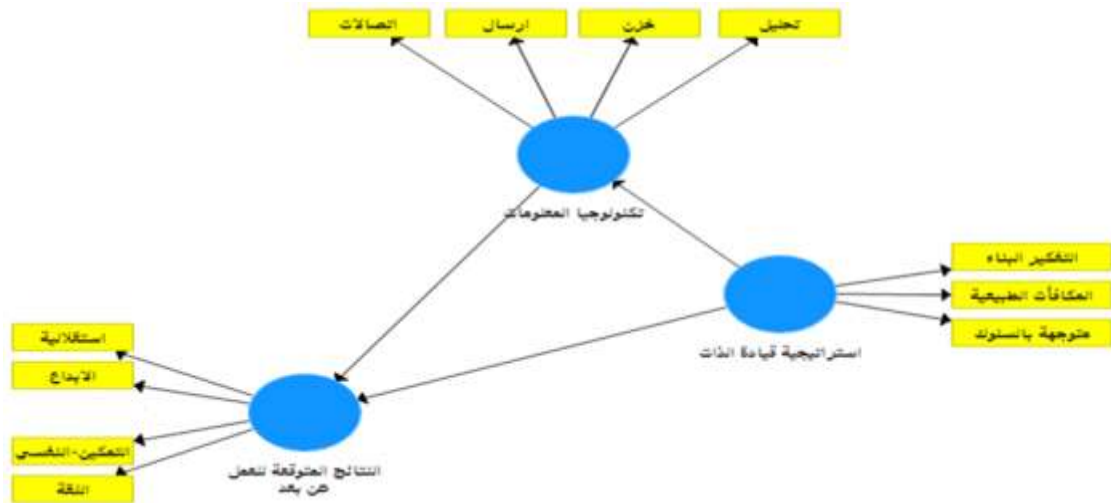 تحليل
خزن
ارسال
اتصالات
تكنولوجيا المعلومات
التفكير البناء
المكافأت الطبيعية
متوجهة بالسلوك
استراتيجية قيادة الذات
استقلالية
الابداع
التمكين-النفسي
الثقة
النتائج المتوقعة للعمل
عن بعد